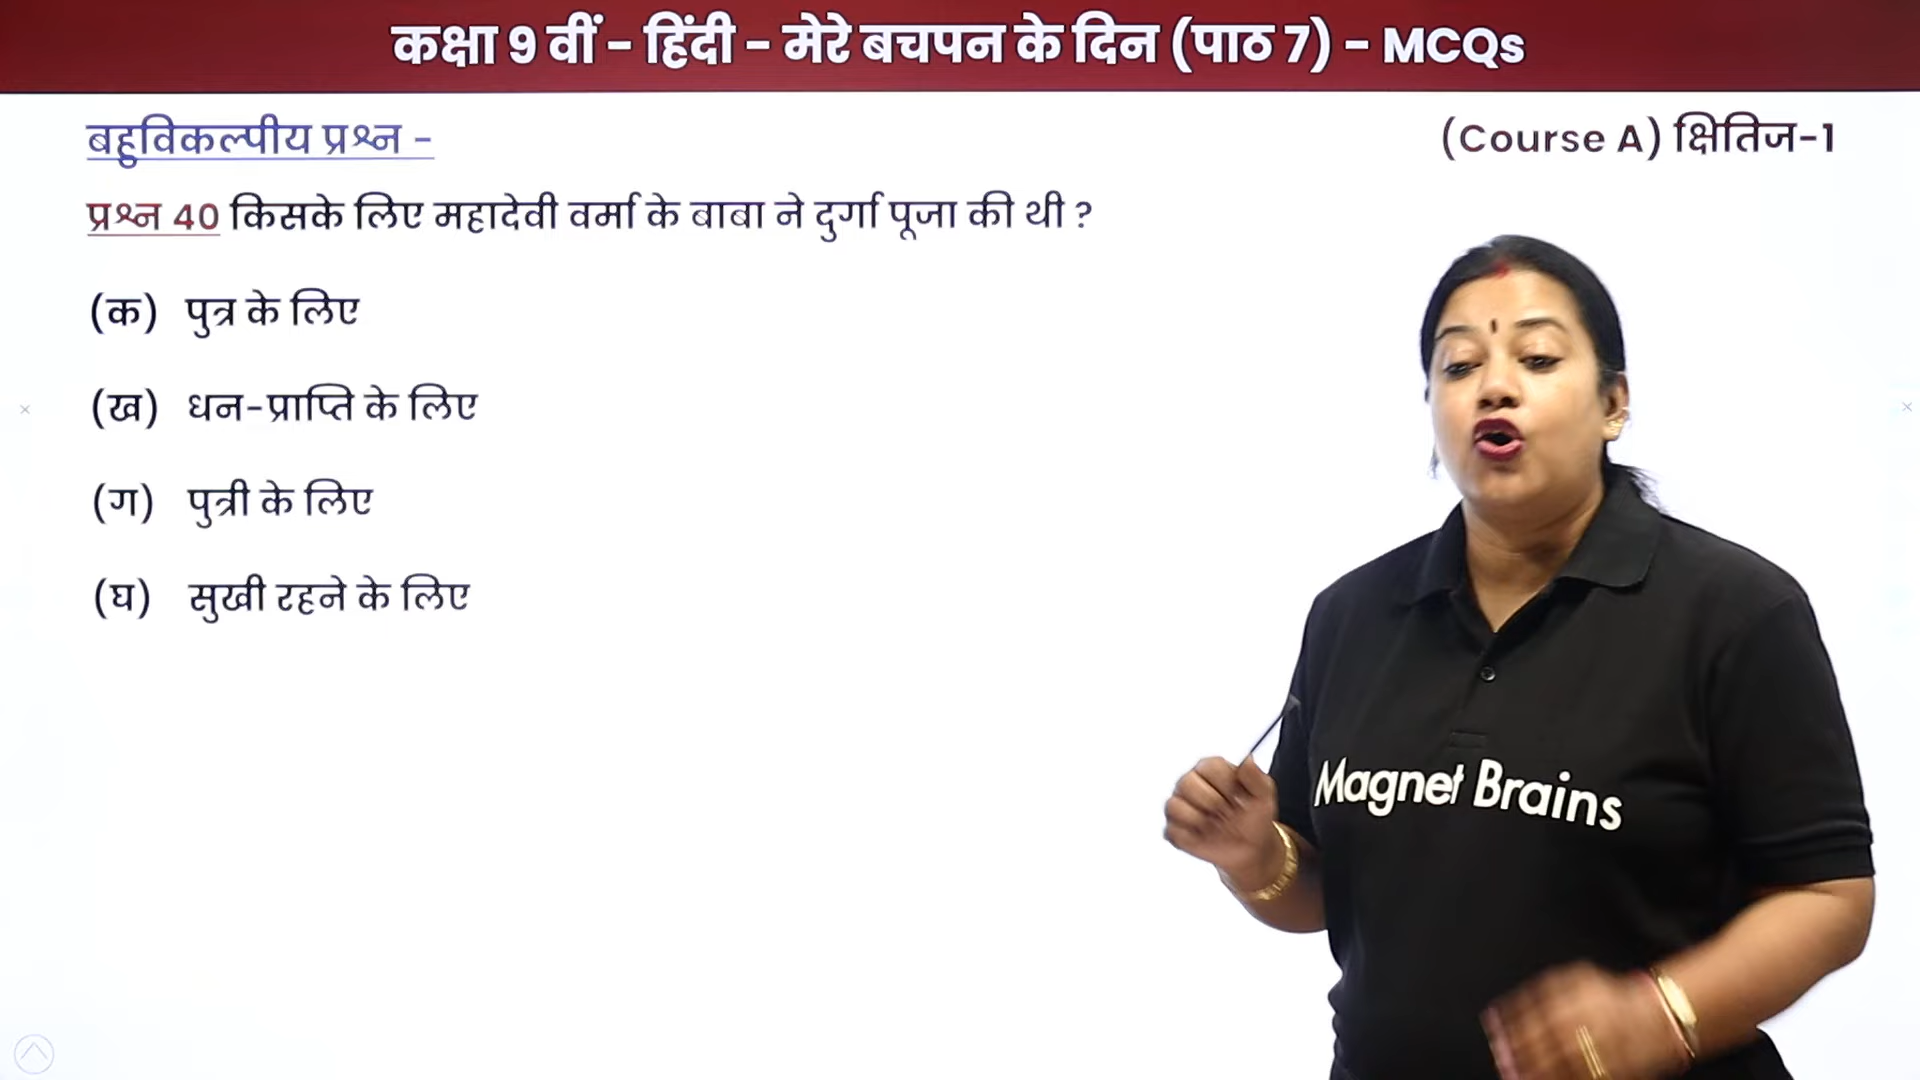 कक्षा 9 वीं – हिंदी – मेरे बचपन के दिन (पाठ 7) – MCQs
बहुविकल्पीय प्रश्न –
(Course A) क्षितिज-1
प्रश्न 40 किसके लिए महादेवी वर्मा के बाबा ने दुर्गा पूजा की थी ?
(क) पुत्र के लिए
(ख) धन-प्राप्ति के लिए
(ग) पुत्री के लिए
(घ) सुखी रहने के लिए
Magnet Brains